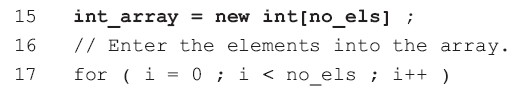 15 int_array = new int[no_els] ;
16 // Enter the elements into the array.
17 for ( i = 0 ; i < no_els ; i++ )